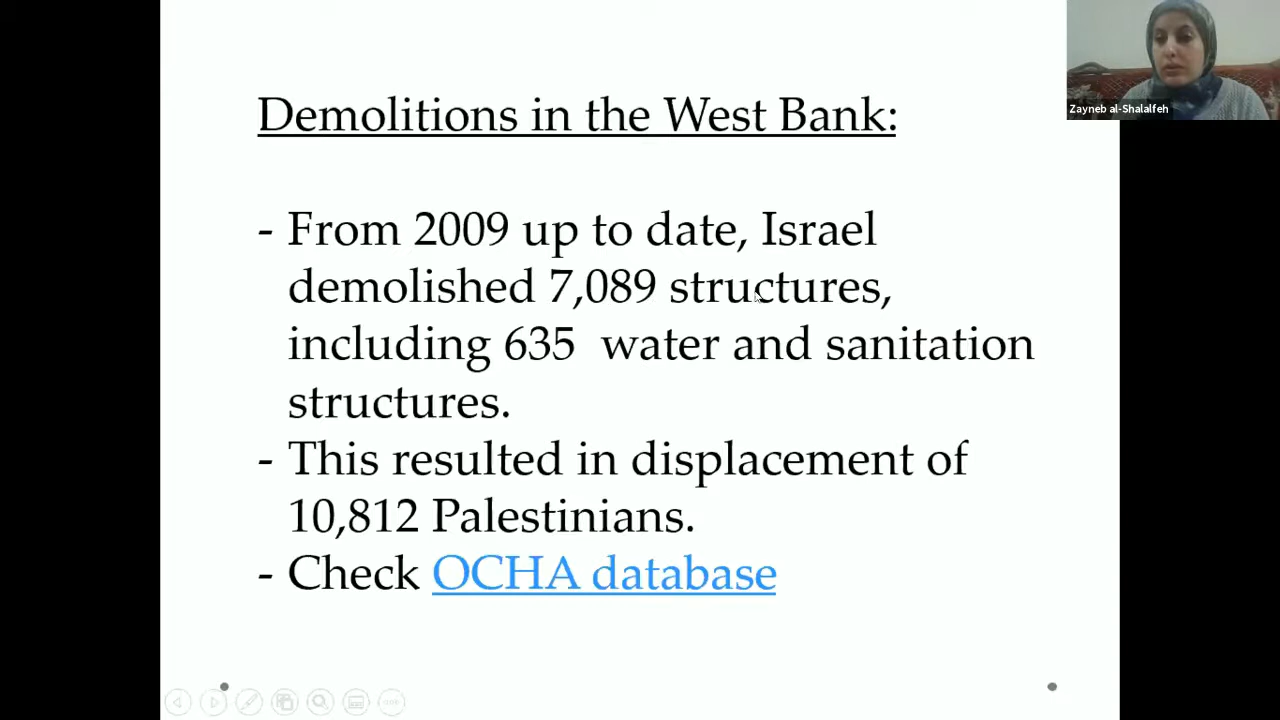 Demolitions in the West Bank:
- From 2009 up to date, Israel
demolished 7,089 structures,
including 635  water and sanitation
structures.
- This resulted in displacement of
10,812 Palestinians.
- Check OCHA database
Zayneb al-Shalalfeh